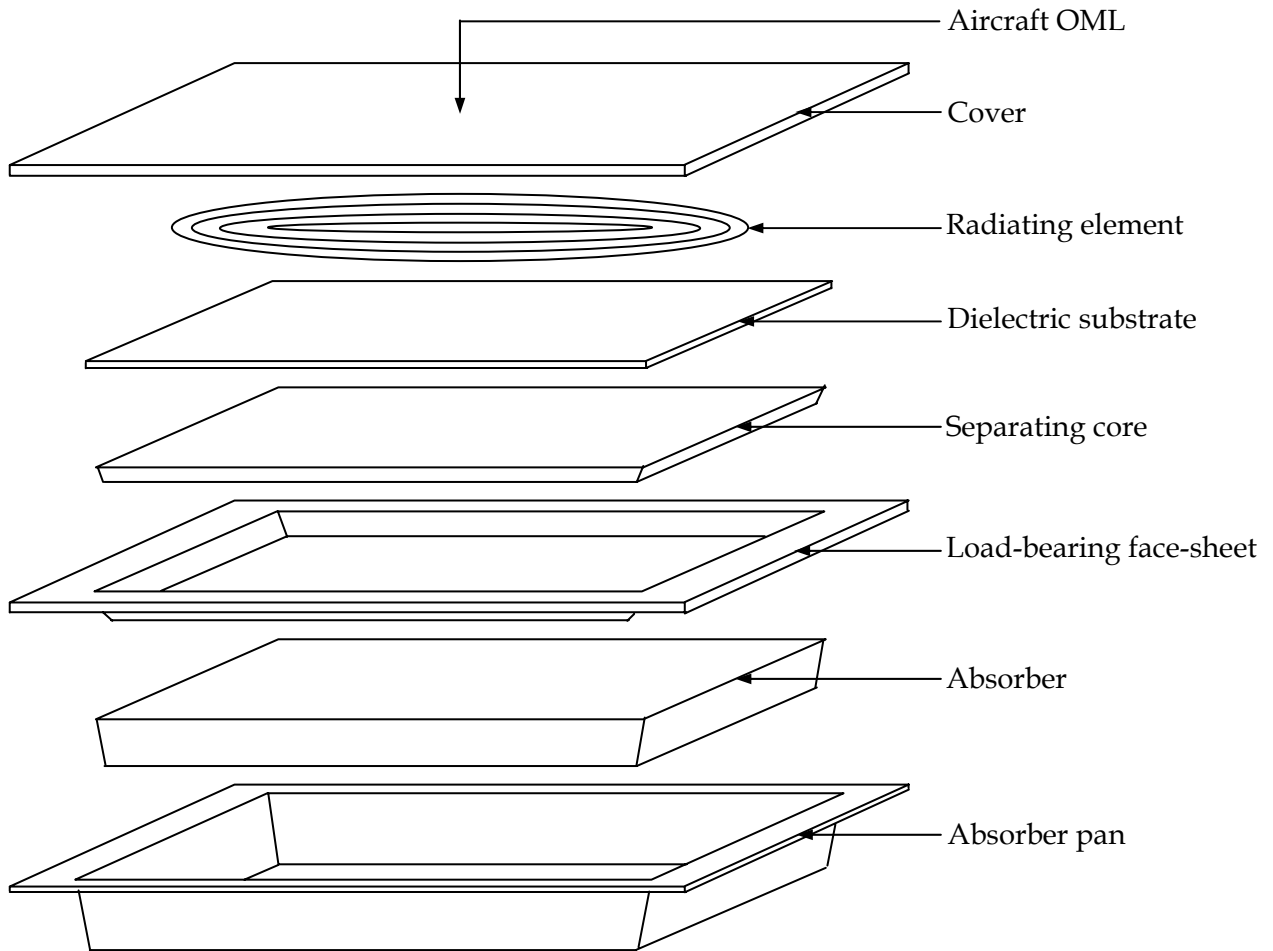 Aircraft OML
Cover
Radiating element
Dielectric substrate
Separating core
Load-bearing face-sheet
Absorber
Absorber pan